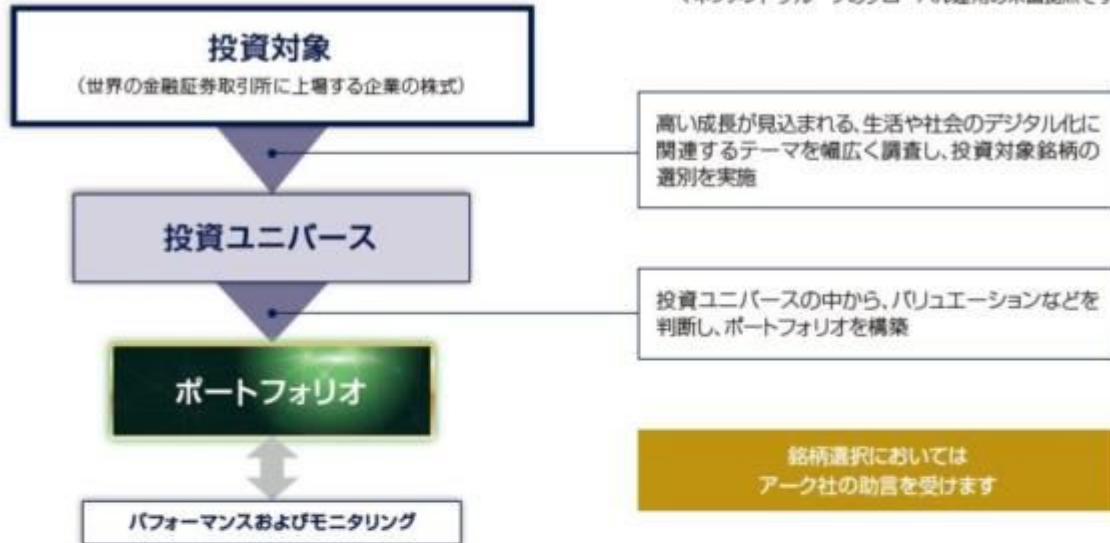 投資対象
（世界の金融証券取引所に上場する企業の株式）
高い成長が見込まれる、生活や社会のデジタル化に
関連するテーマを幅広く調査し、投資対象銘柄の
選別を実施
投資ユニバース
投資ユニバースの中から、バリュエーションなどを
判断し、ポートフォリオを構築
ポートフォリオ
銘柄選択においては
アーク社の助言を受けます
パフォーマンスおよびモニタリング